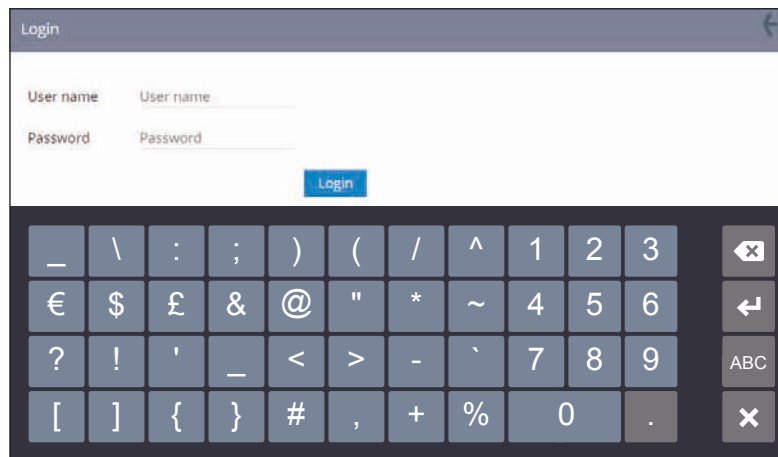 Login
User name User name
Password Password
Login
_ \ : ; ) ( / ^ 1 2 3
€ $ £ & @ " * ~ 4 5 6
? ! ' _ < > - ` 7 8 9 ABC
[ ] { } # , + % 0 .